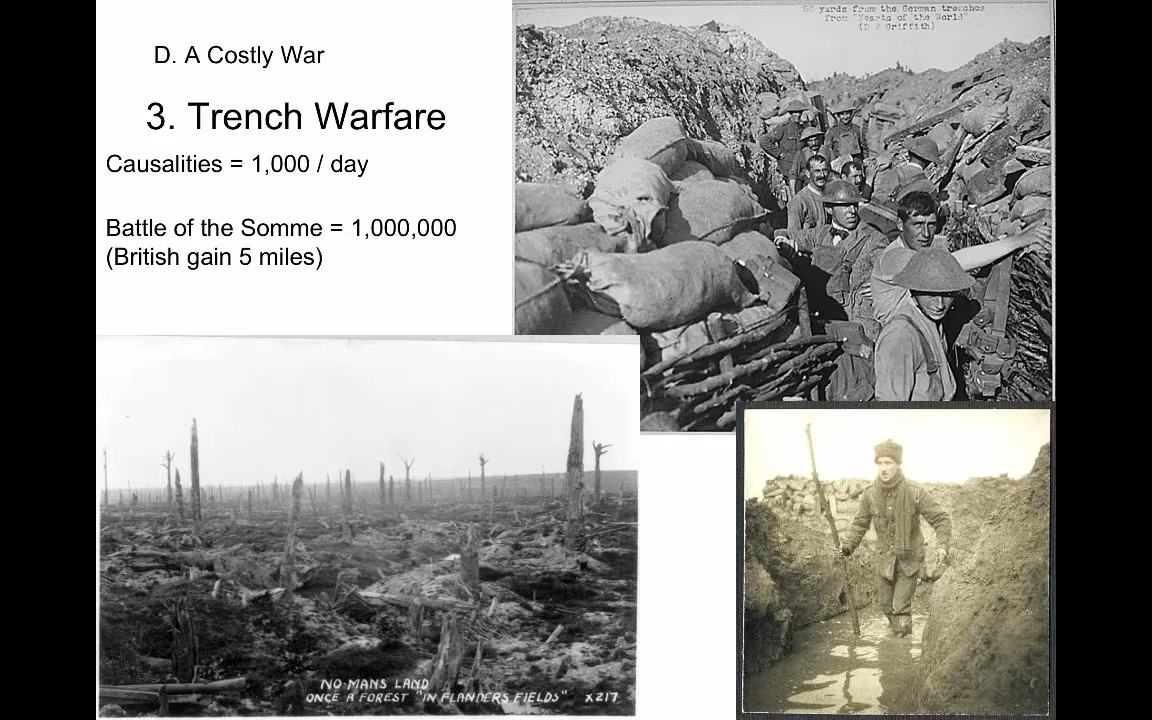 D. A Costly War
3. Trench Warfare
Causalities = 1,000 / day
Battle of the Somme = 1,000,000
(British gain 5 miles)
50 yards from the German trenches
from "Hearts of the World"
(D W Griffith)
NO-MANS LAND
ONCE A FOREST "IN FLANDERS FIELDS" X217